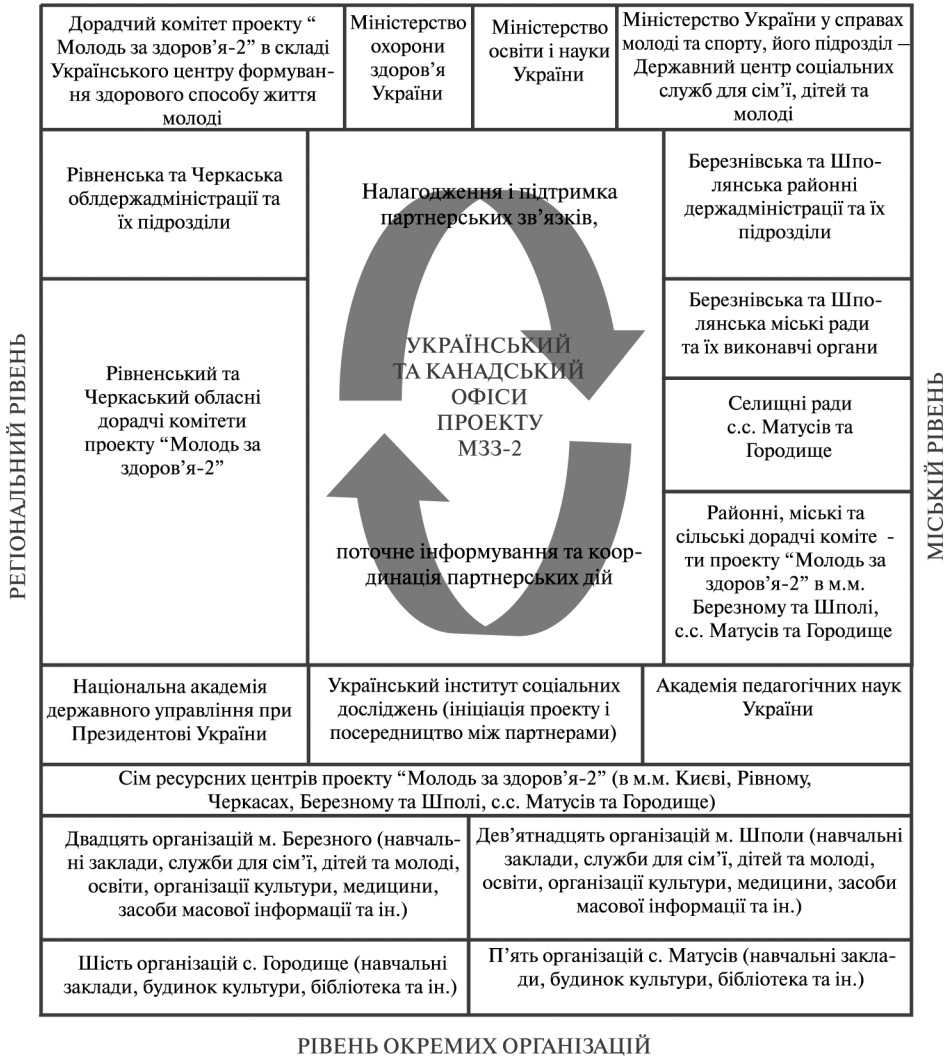 Дорадчий комітет проекту “
Молодь за здоров’я-2” в складі
Українського центру формуван-
ня здорового способу життя
молоді
Міністерство
охорони
здоров’я
України
Міністерство
освіти і науки
України
Міністерство України у справах
молоді та спорту, його підрозділ —
Державний центр соціальних
служб для сім’ї, дітей та
молоді
РЕГІОНАЛЬНИЙ РІВЕНЬ
Рівненська та Черкаська
облдержадміністрації та
їх підрозділи
Рівненський та
Черкаський обласні
дорадчі комітети
проекту “Молодь за
здоров’я-2”
Налагодження і підтримка
партнерських зв’язків,
УКРАЇНСЬКИЙ
ТА КАНАДСЬКИЙ
ОФІСИ
ПРОЕКТУ
МЗЗ-2
поточне інформування та коор-
динація партнерських дій
Березнівська та Шпо-
лянська районні
держадміністрації та їх
підрозділи
Березнівська та Шпо-
лянська міські ради
та їх виконавчі органи
Селищні ради
с.с. Матусів та
Городище
Районні, міські та
сільські дорадчі коміте -
ти проекту “Молодь за
здоров’я-2” в м.м.
Березному та Шполі,
с.с. Матусів та Городище
МІСЬКІЙ РІВЕНЬ
Національна академія
державного управління при
Президентові України
Український інститут соціальних
досліджень (ініціація проекту і
посередництво між партнерами)
Академія педагогічних наук
України
Сім ресурсних центрів проекту “Молодь за здоров’я-2” (в м.м. Києві, Рівному,
Черкасах, Березному та Шполі, с.с. Матусів та Городище)
Двадцять організацій м. Березного (навчаль-
ні заклади, служби для сім’ї, дітей та молоді,
освіти, організації культури, медицини,
засоби масової інформації та ін.)
Дев’ятнадцять організацій м. Шполи (навчальні
заклади, служби для сім’ї, дітей та молоді,
освіти, організації культури, медицини, засоби
масової інформації та ін.)
Шість організацій с. Городище (навчальні
заклади, будинок культури, бібліотека та ін.)
П’ять організацій с. Матусів (навчальні закла-
ди, будинок культури, бібліотека та ін.)
РІВЕНЬ ОКРЕМИХ ОРГАНІЗАЦІЙ